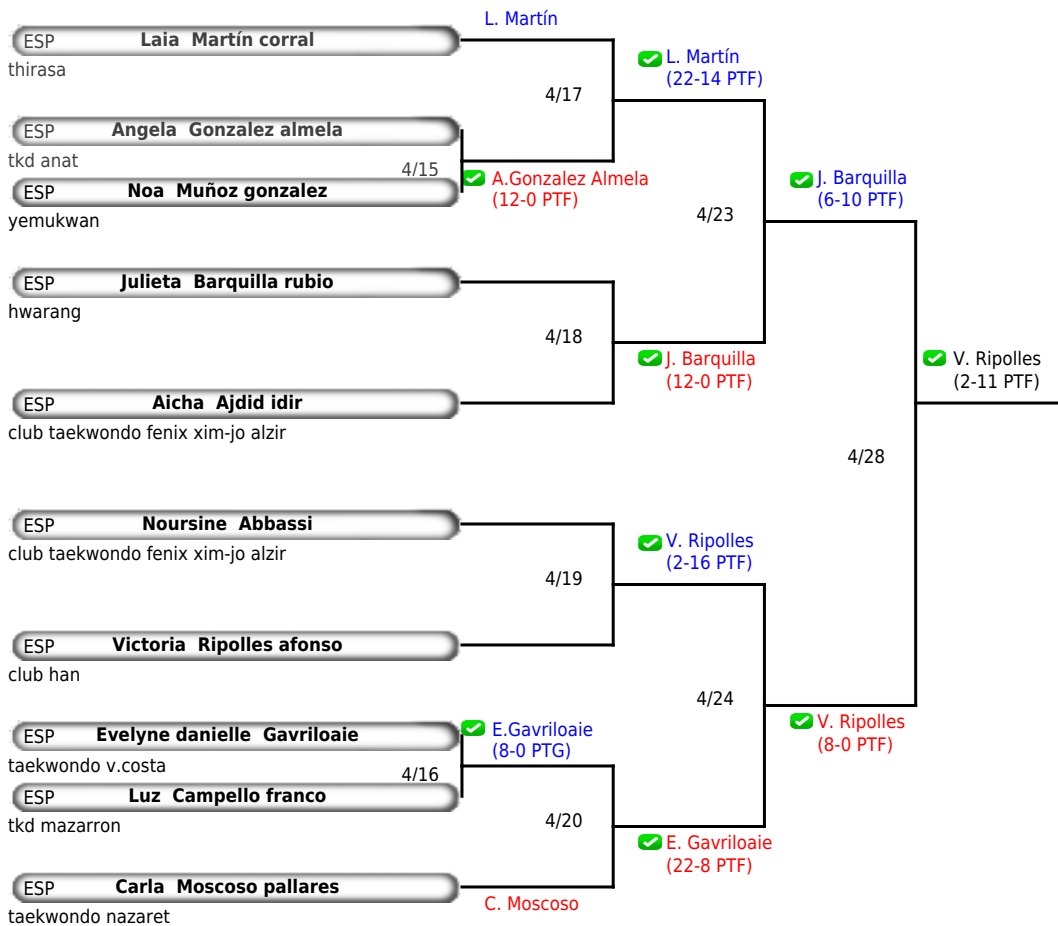 L. Martín
ESP Laia Martín corral
thirasa
L. Martín
(22-14 PTF)
4/17
ESP Angela Gonzalez almela
tkd anat
4/15
A.Gonzalez Almela
(12-0 PTF)
ESP Noa Muñoz gonzalez
yemukwan
J. Barquilla
(6-10 PTF)
4/23
ESP Julieta Barquilla rubio
hwarang
4/18
J. Barquilla
(12-0 PTF)
V. Ripolles
(2-11 PTF)
ESP Aicha Ajdid idir
club taekwondo fenix xim-jo alzir
4/28
ESP Noursine Abbassi
club taekwondo fenix xim-jo alzir
V. Ripolles
(2-16 PTF)
4/19
ESP Victoria Ripolles afonso
club han
4/24
V. Ripolles
(8-0 PTF)
ESP Evelyne danielle Gavriloaie
taekwondo v.costa
E.Gavriloaie
(8-0 PTG)
4/16
ESP Luz Campello franco
tkd mazarron
4/20
E. Gavriloaie
(22-8 PTF)
ESP Carla Moscoso pallares
taekwondo nazaret
C. Moscoso